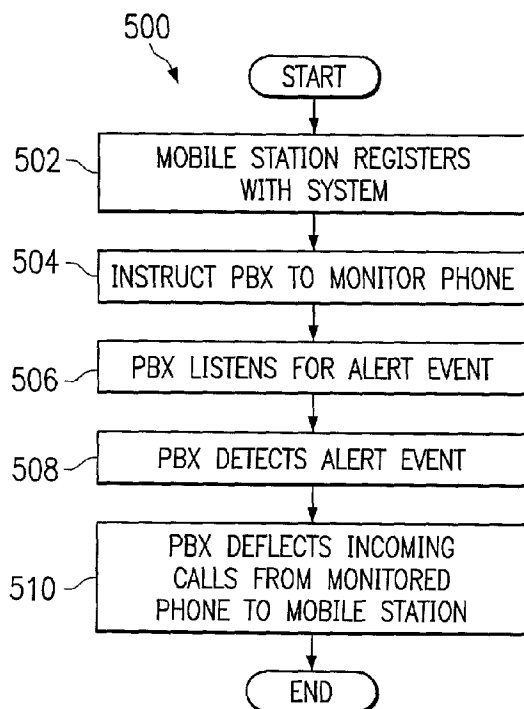 500
START
502
MOBILE STATION REGISTERS
WITH SYSTEM
504
INSTRUCT PBX TO MONITOR PHONE
506
PBX LISTENS FOR ALERT EVENT
508
PBX DETECTS ALERT EVENT
510
PBX DEFLECTS INCOMING
CALLS FROM MONITORED
PHONE TO MOBILE STATION
END